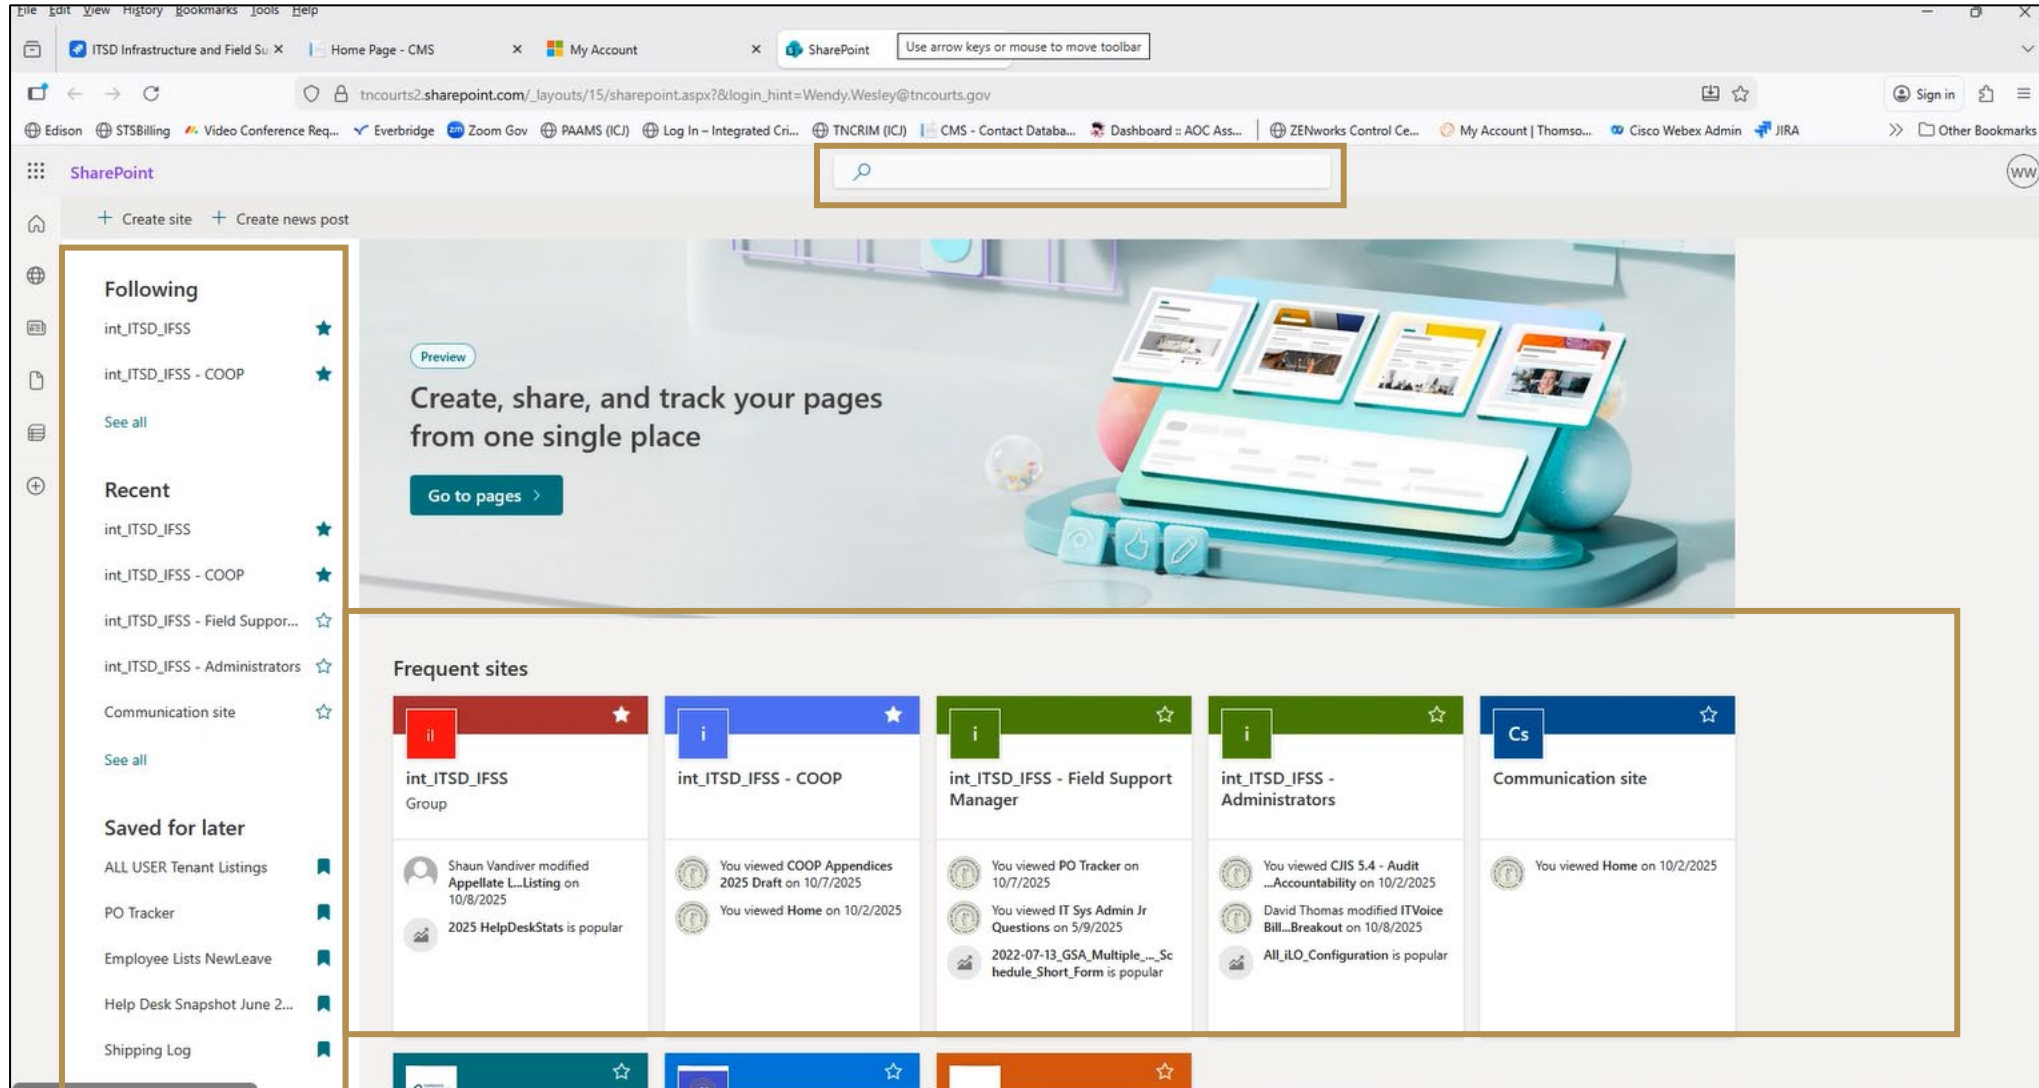 File Edit View History Bookmarks Tools Help
ITSD Infrastructure and Field Su
Home Page - CMS
My Account
SharePoint
Use arrow keys or mouse to move toolbar
tncourts2.sharepoint.com/_layouts/15/sharepoint.aspx?&login_hint=Wendy.Wesley@tncourts.gov
Sign in
Edison STSBilling Video Conference Req... Everbridge Zoom Gov PAAMS (ICJ) Log In – Integrated Cri... TNCRIM (ICJ) CMS - Contact Databa... Dashboard :: AOC Ass... ZENworks Control Ce... My Account | Thomso... Cisco Webex Admin JIRA Other Bookmarks
SharePoint
WW
+ Create site + Create news post
Following
int_ITSD_IFSS
int_ITSD_IFSS - COOP
See all
Recent
int_ITSD_IFSS
int_ITSD_IFSS - COOP
int_ITSD_IFSS - Field Suppor...
int_ITSD_IFSS - Administrators
Communication site
See all
Saved for later
ALL USER Tenant Listings
PO Tracker
Employee Lists NewLeave
Help Desk Snapshot June 2...
Shipping Log
Preview
Create, share, and track your pages
from one single place
Go to pages
Frequent sites
iI
int_ITSD_IFSS
Group
Shaun Vandiver modified
Appellate L...Listing on
10/8/2025
2025 HelpDeskStats is popular
i
int_ITSD_IFSS - COOP
You viewed COOP Appendices
2025 Draft on 10/7/2025
You viewed Home on 10/2/2025
i
int_ITSD_IFSS - Field Support
Manager
You viewed PO Tracker on
10/7/2025
You viewed IT Sys Admin Jr
Questions on 5/9/2025
2022-07-13_GSA_Multiple_..._Sc
hedule_Short_Form is popular
i
int_ITSD_IFSS -
Administrators
You viewed CJIS 5.4 - Audit
...Accountability on 10/2/2025
David Thomas modified ITVoice
Bill...Breakout on 10/8/2025
All_iLO_Configuration is popular
Cs
Communication site
You viewed Home on 10/2/2025